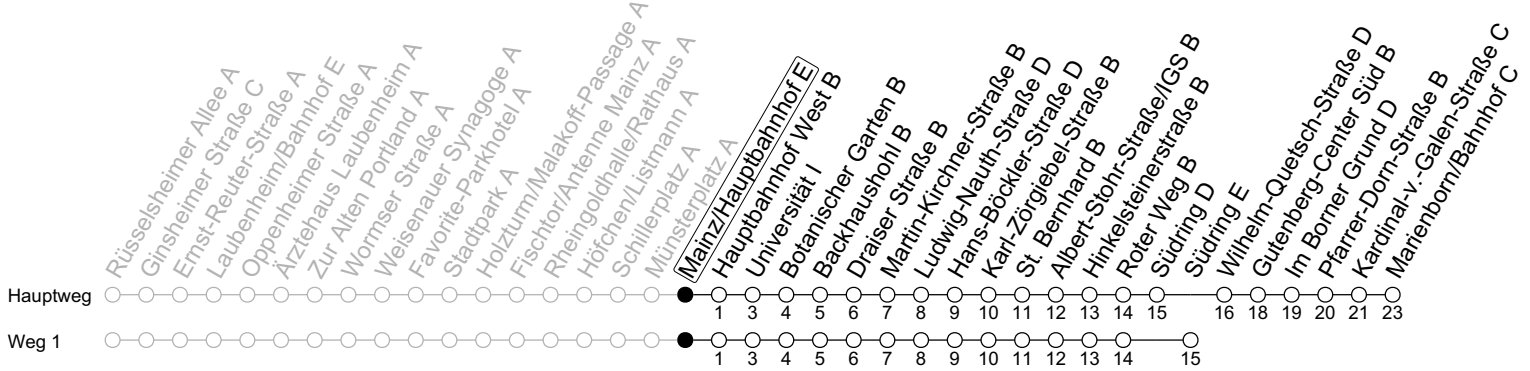 Rüsselsheimer Allee A
Ginsheimer Straße C
Ernst-Reuter-Straße A
Laubenheim/Bahnhof E
Oppenheimer Straße A
Ärztehaus Laubenheim A
Zur Alten Portland A
Wormser Straße A
Weisenauer Synagoge A
Favorite-Parkhotel A
Stadtpark A
Holzturm/Malakoff-Passage A
Fischtor/Antenne Mainz A
Rheingoldhalle/Rathaus A
Höfchen/Listmann A
Schillerplatz A
Münsterplatz A
Mainz/Hauptbahnhof E
Hauptbahnhof West B
Universität I
Botanischer Garten B
Backhaushohl B
Draiser Straße B
Martin-Kirchner-Straße B
Ludwig-Nauth-Straße D
Hans-Böckler-Straße D
Karl-Zörgiebel-Straße B
St. Bernhard B
Albert-Stohr-Straße/IGS B
Hinkelsteinerstraße B
Roter Weg B
Südring D
Südring E
Wilhelm-Quetsch-Straße D
Gutenberg-Center Süd B
Im Borner Grund D
Pfarrer-Dorn-Straße B
Kardinal-v.-Galen-Straße C
Marienborn/Bahnhof C
Hauptweg
1 3 4 5 6 7 8 9 10 11 12 13 14 15 16 18 19 20 21 23
Weg 1
1 3 4 5 6 7 8 9 10 11 12 13 14 15